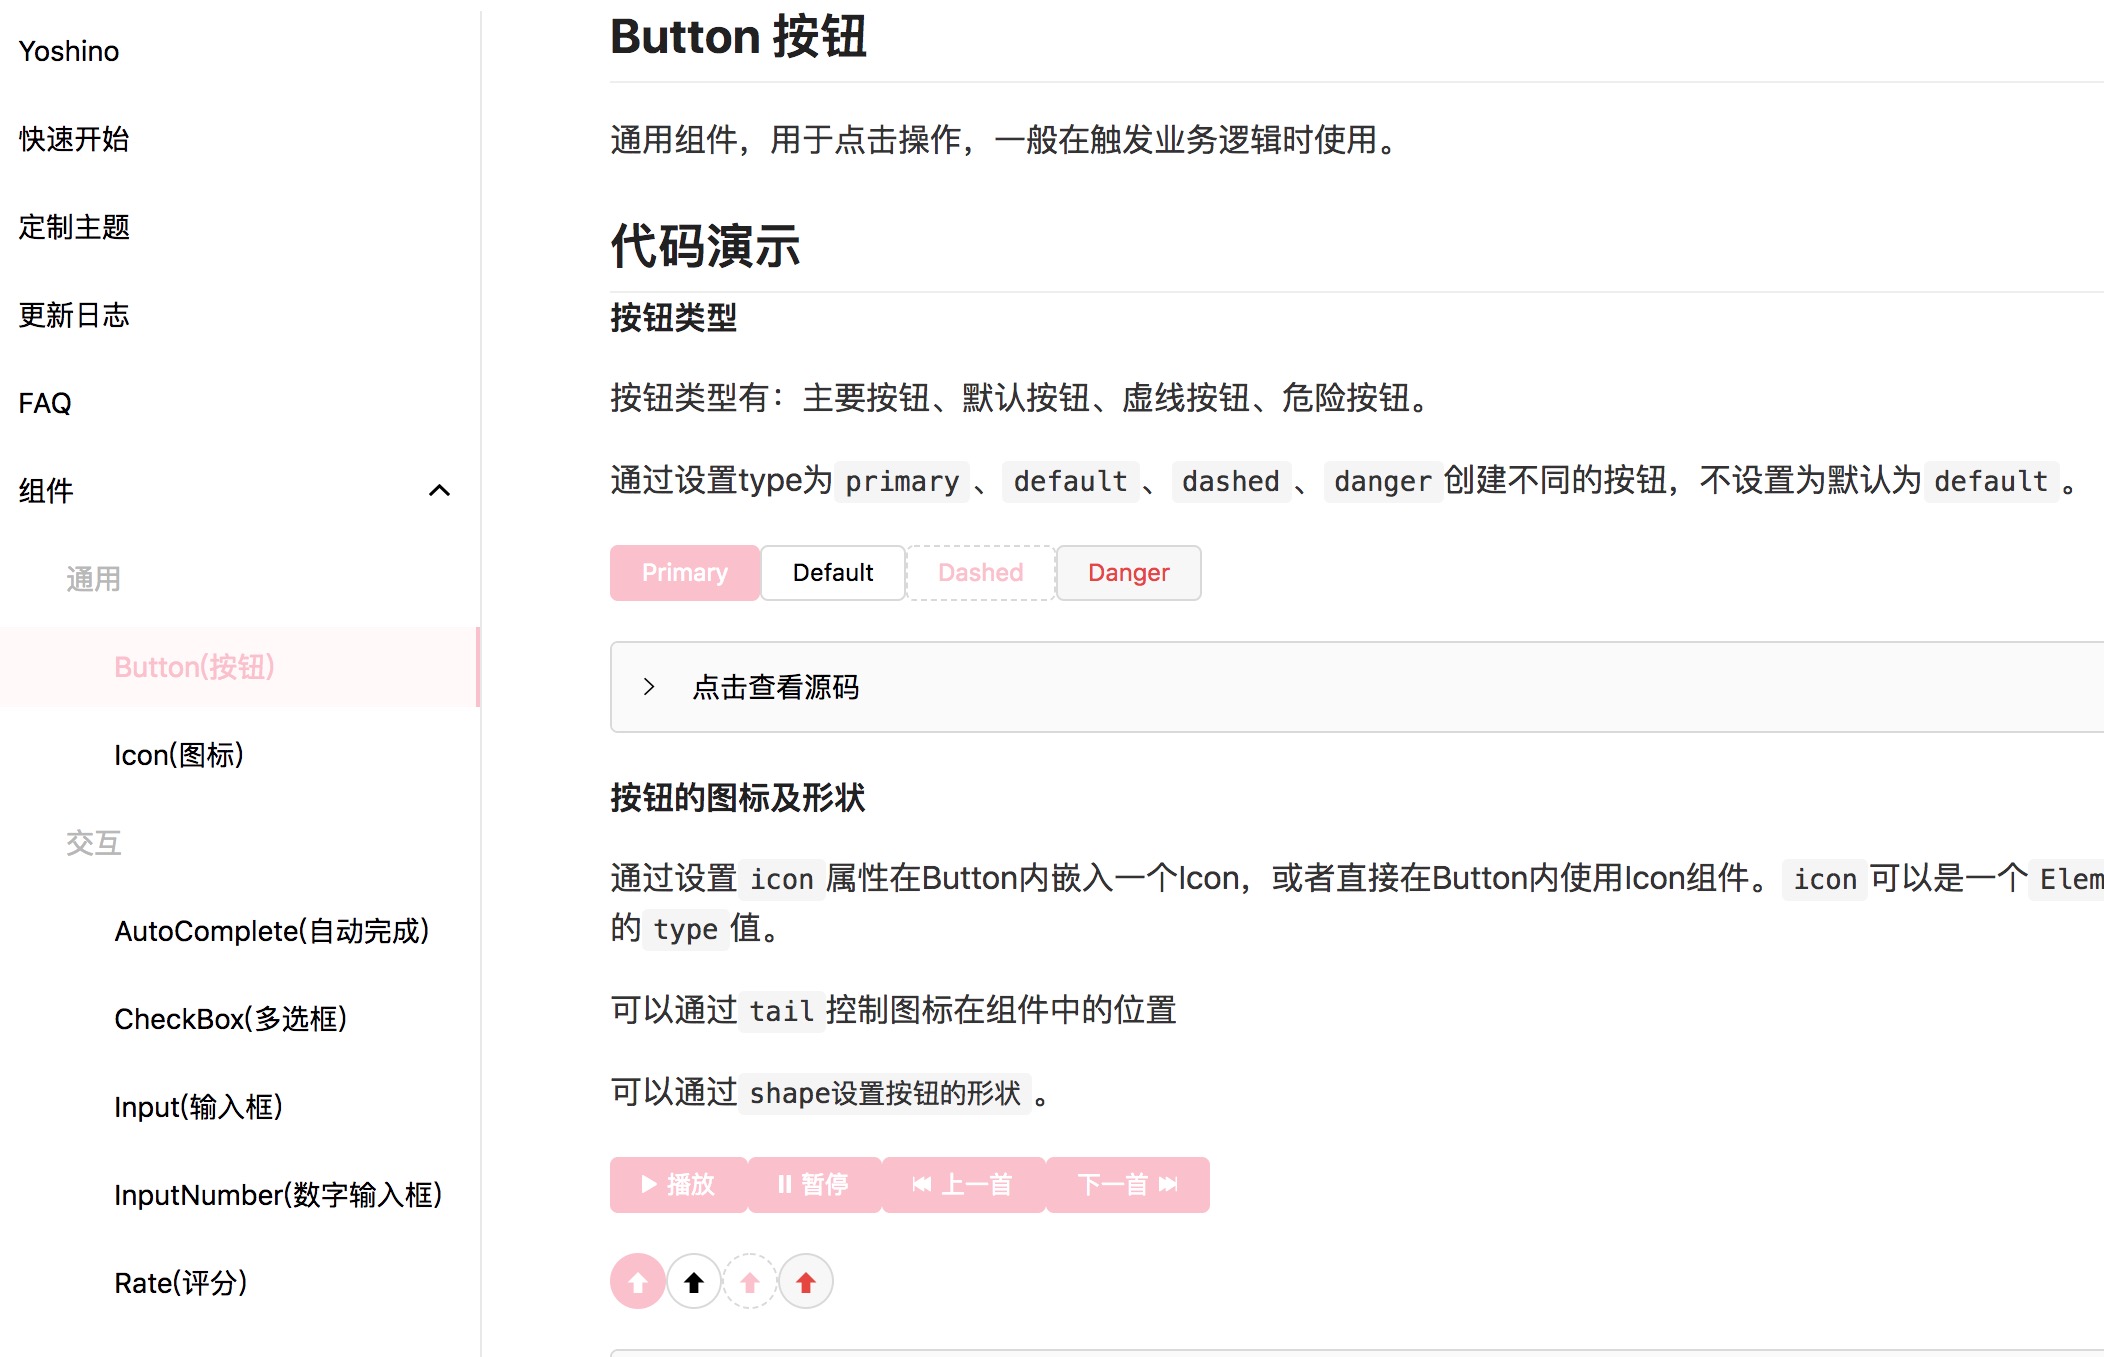 Yoshino
快速开始
定制主题
更新日志
FAQ
组件
通用
Button(按钮)
Icon(图标)
交互
AutoComplete(自动完成)
CheckBox(多选框)
Input(输入框)
InputNumber(数字输入框)
Rate(评分)
Button 按钮
通用组件，用于点击操作，一般在触发业务逻辑时使用。
代码演示
按钮类型
按钮类型有：主要按钮、默认按钮、虚线按钮、危险按钮。
通过设置type为 primary 、 default 、 dashed 、 danger 创建不同的按钮，不设置为默认为 default 。
Primary Default Dashed Danger
点击查看源码
按钮的图标及形状
通过设置 icon 属性在Button内嵌入一个Icon，或者直接在Button内使用Icon组件。 icon 可以是一个 Elem
的 type 值。
可以通过 tail 控制图标在组件中的位置
可以通过 shape设置按钮的形状 。
播放 暂停 上一首 下一首